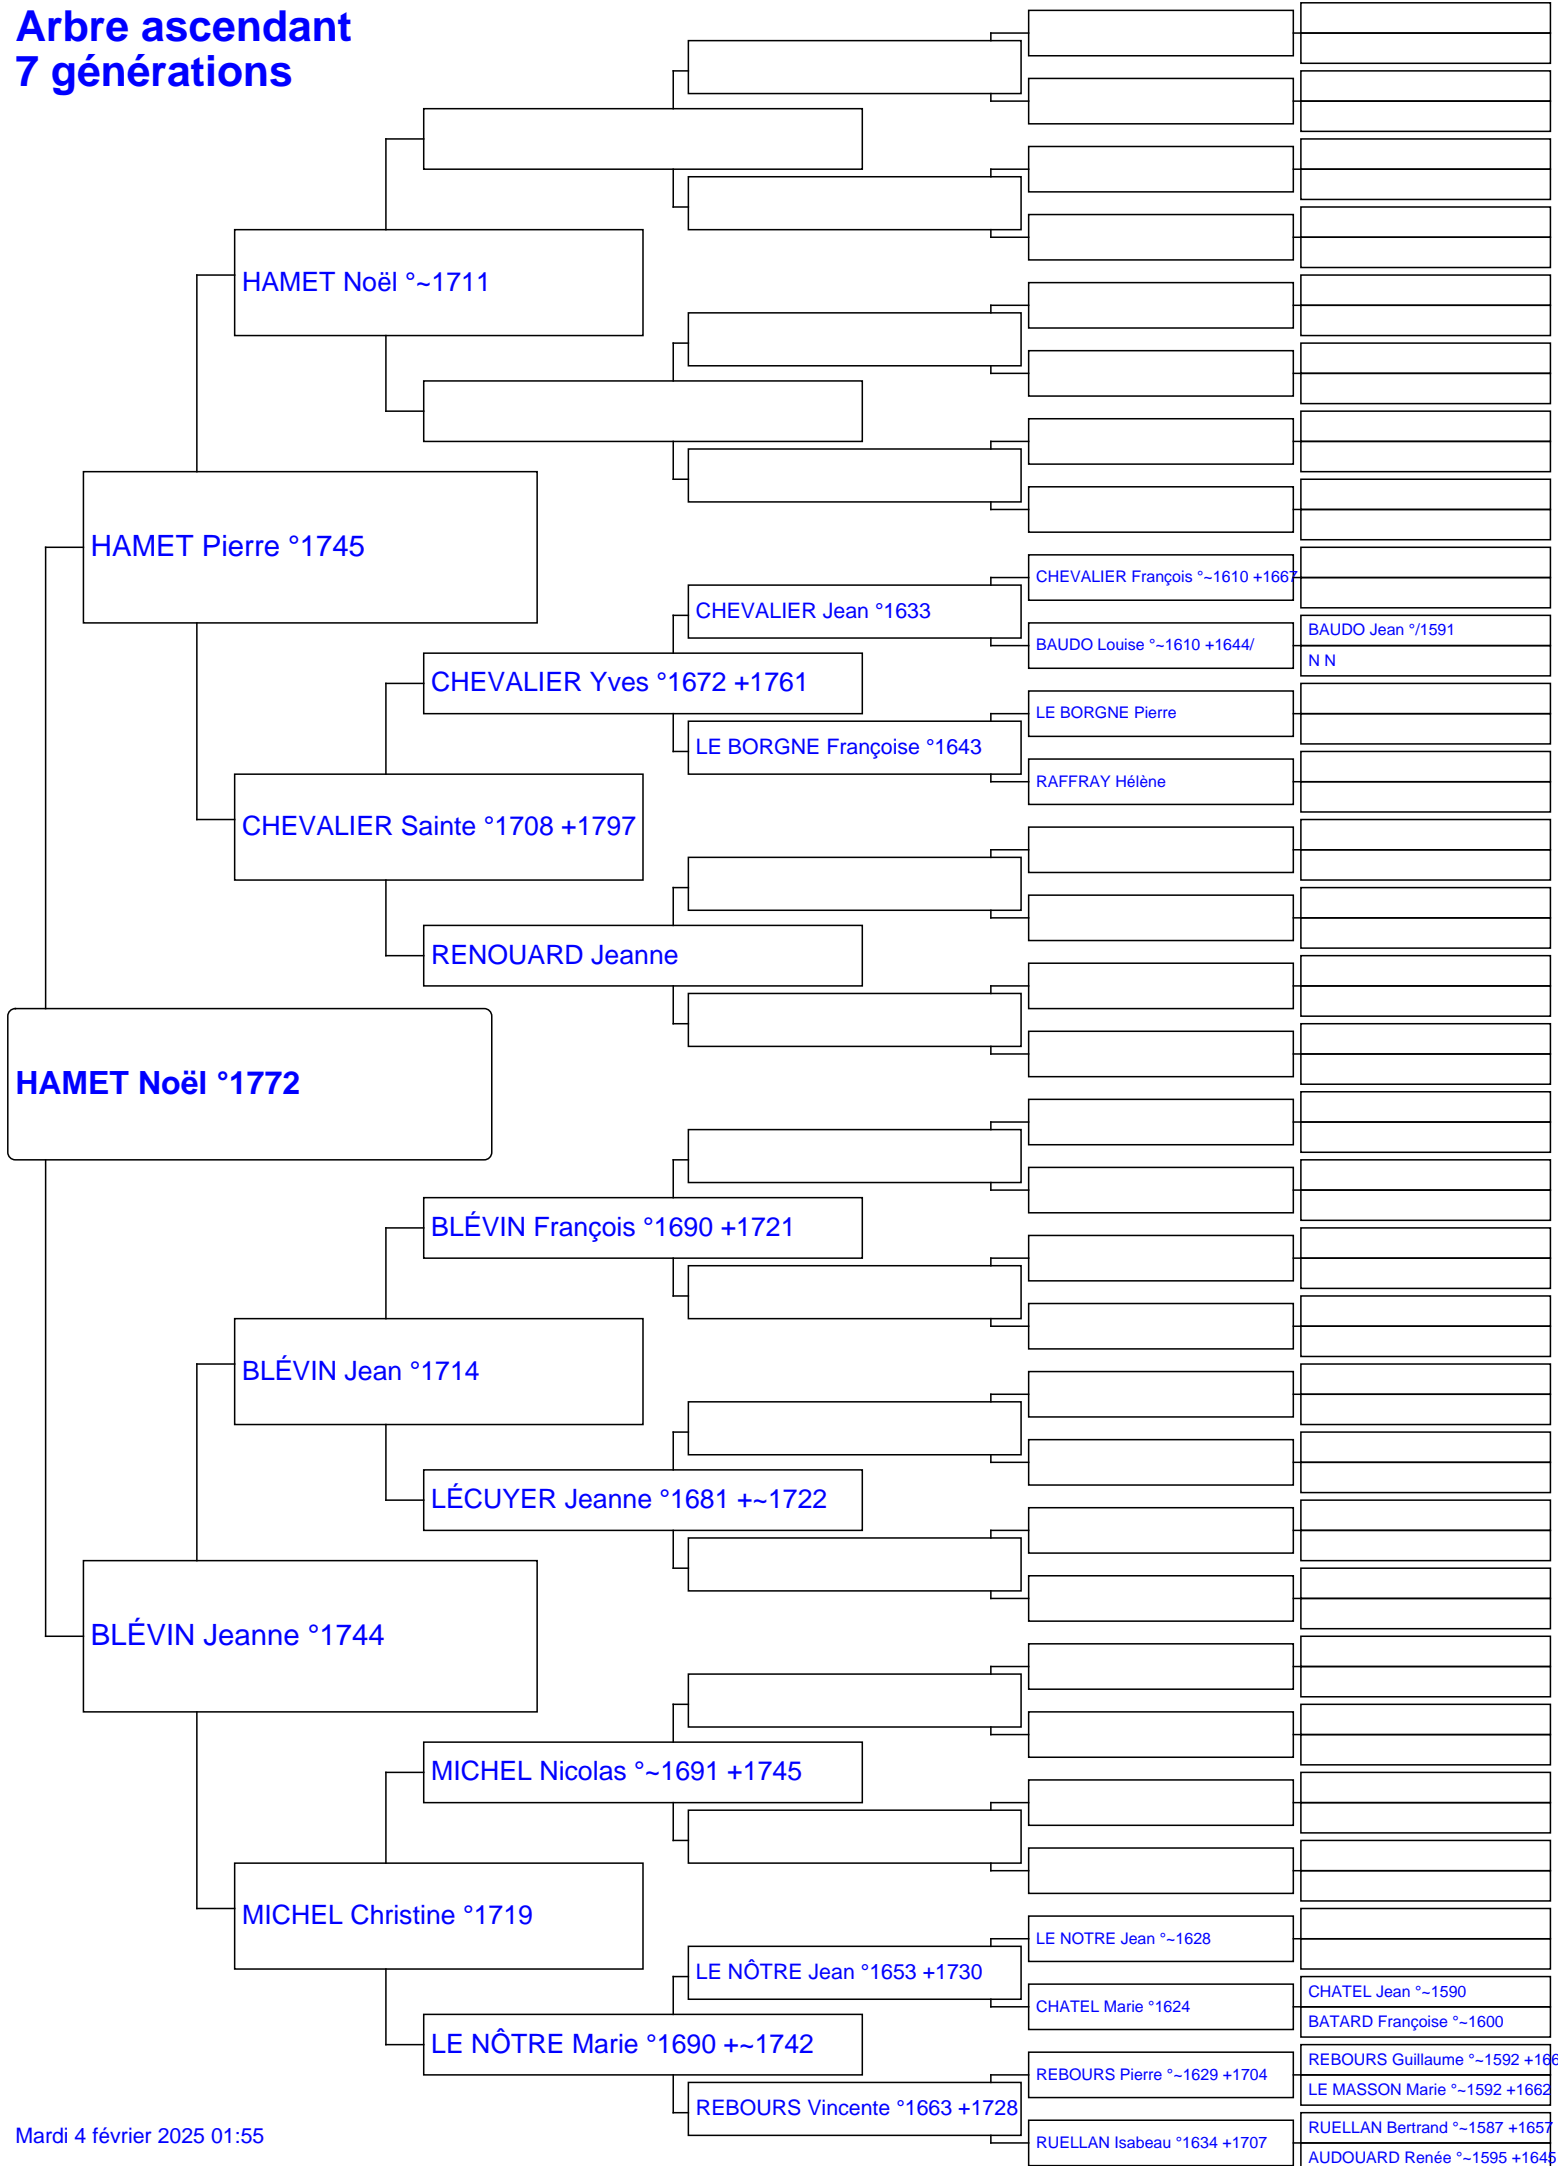 Arbre ascendant
7 générations
HAMET Noël °~1711
HAMET Pierre °1745
CHEVALIER François °~1610 +1667
CHEVALIER Jean °1633
BAUDO Jean °/1591
BAUDO Louise °~1610 +1644/
N N
CHEVALIER Yves °1672 +1761
LE BORGNE Pierre
LE BORGNE Françoise °1643
RAFFRAY Hélène
CHEVALIER Sainte °1708 +1797
RENOUARD Jeanne
HAMET Noël °1772
BLÉVIN François °1690 +1721
BLÉVIN Jean °1714
LÉCUYER Jeanne °1681 +~1722
BLÉVIN Jeanne °1744
MICHEL Nicolas °~1691 +1745
MICHEL Christine °1719
LE NOTRE Jean °~1628
LE NÔTRE Jean °1653 +1730
CHATEL Jean °~1590
CHATEL Marie °1624
BATARD Françoise °~1600
LE NÔTRE Marie °1690 +~1742
REBOURS Guillaume °~1592 +166
REBOURS Pierre °~1629 +1704
LE MASSON Marie °~1592 +1662
REBOURS Vincente °1663 +1728
RUELLAN Bertrand °~1587 +1657
RUELLAN Isabeau °1634 +1707
AUDOUARD Renée °~1595 +1645
Mardi 4 février 2025 01:55